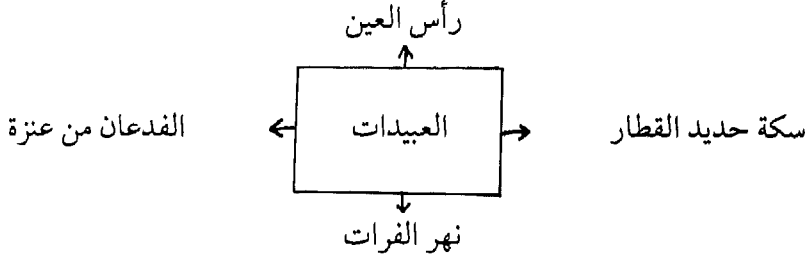 رأس العين
سكة حديد القطار
العبيدات
الفدعان من عنزة
نهر الفرات